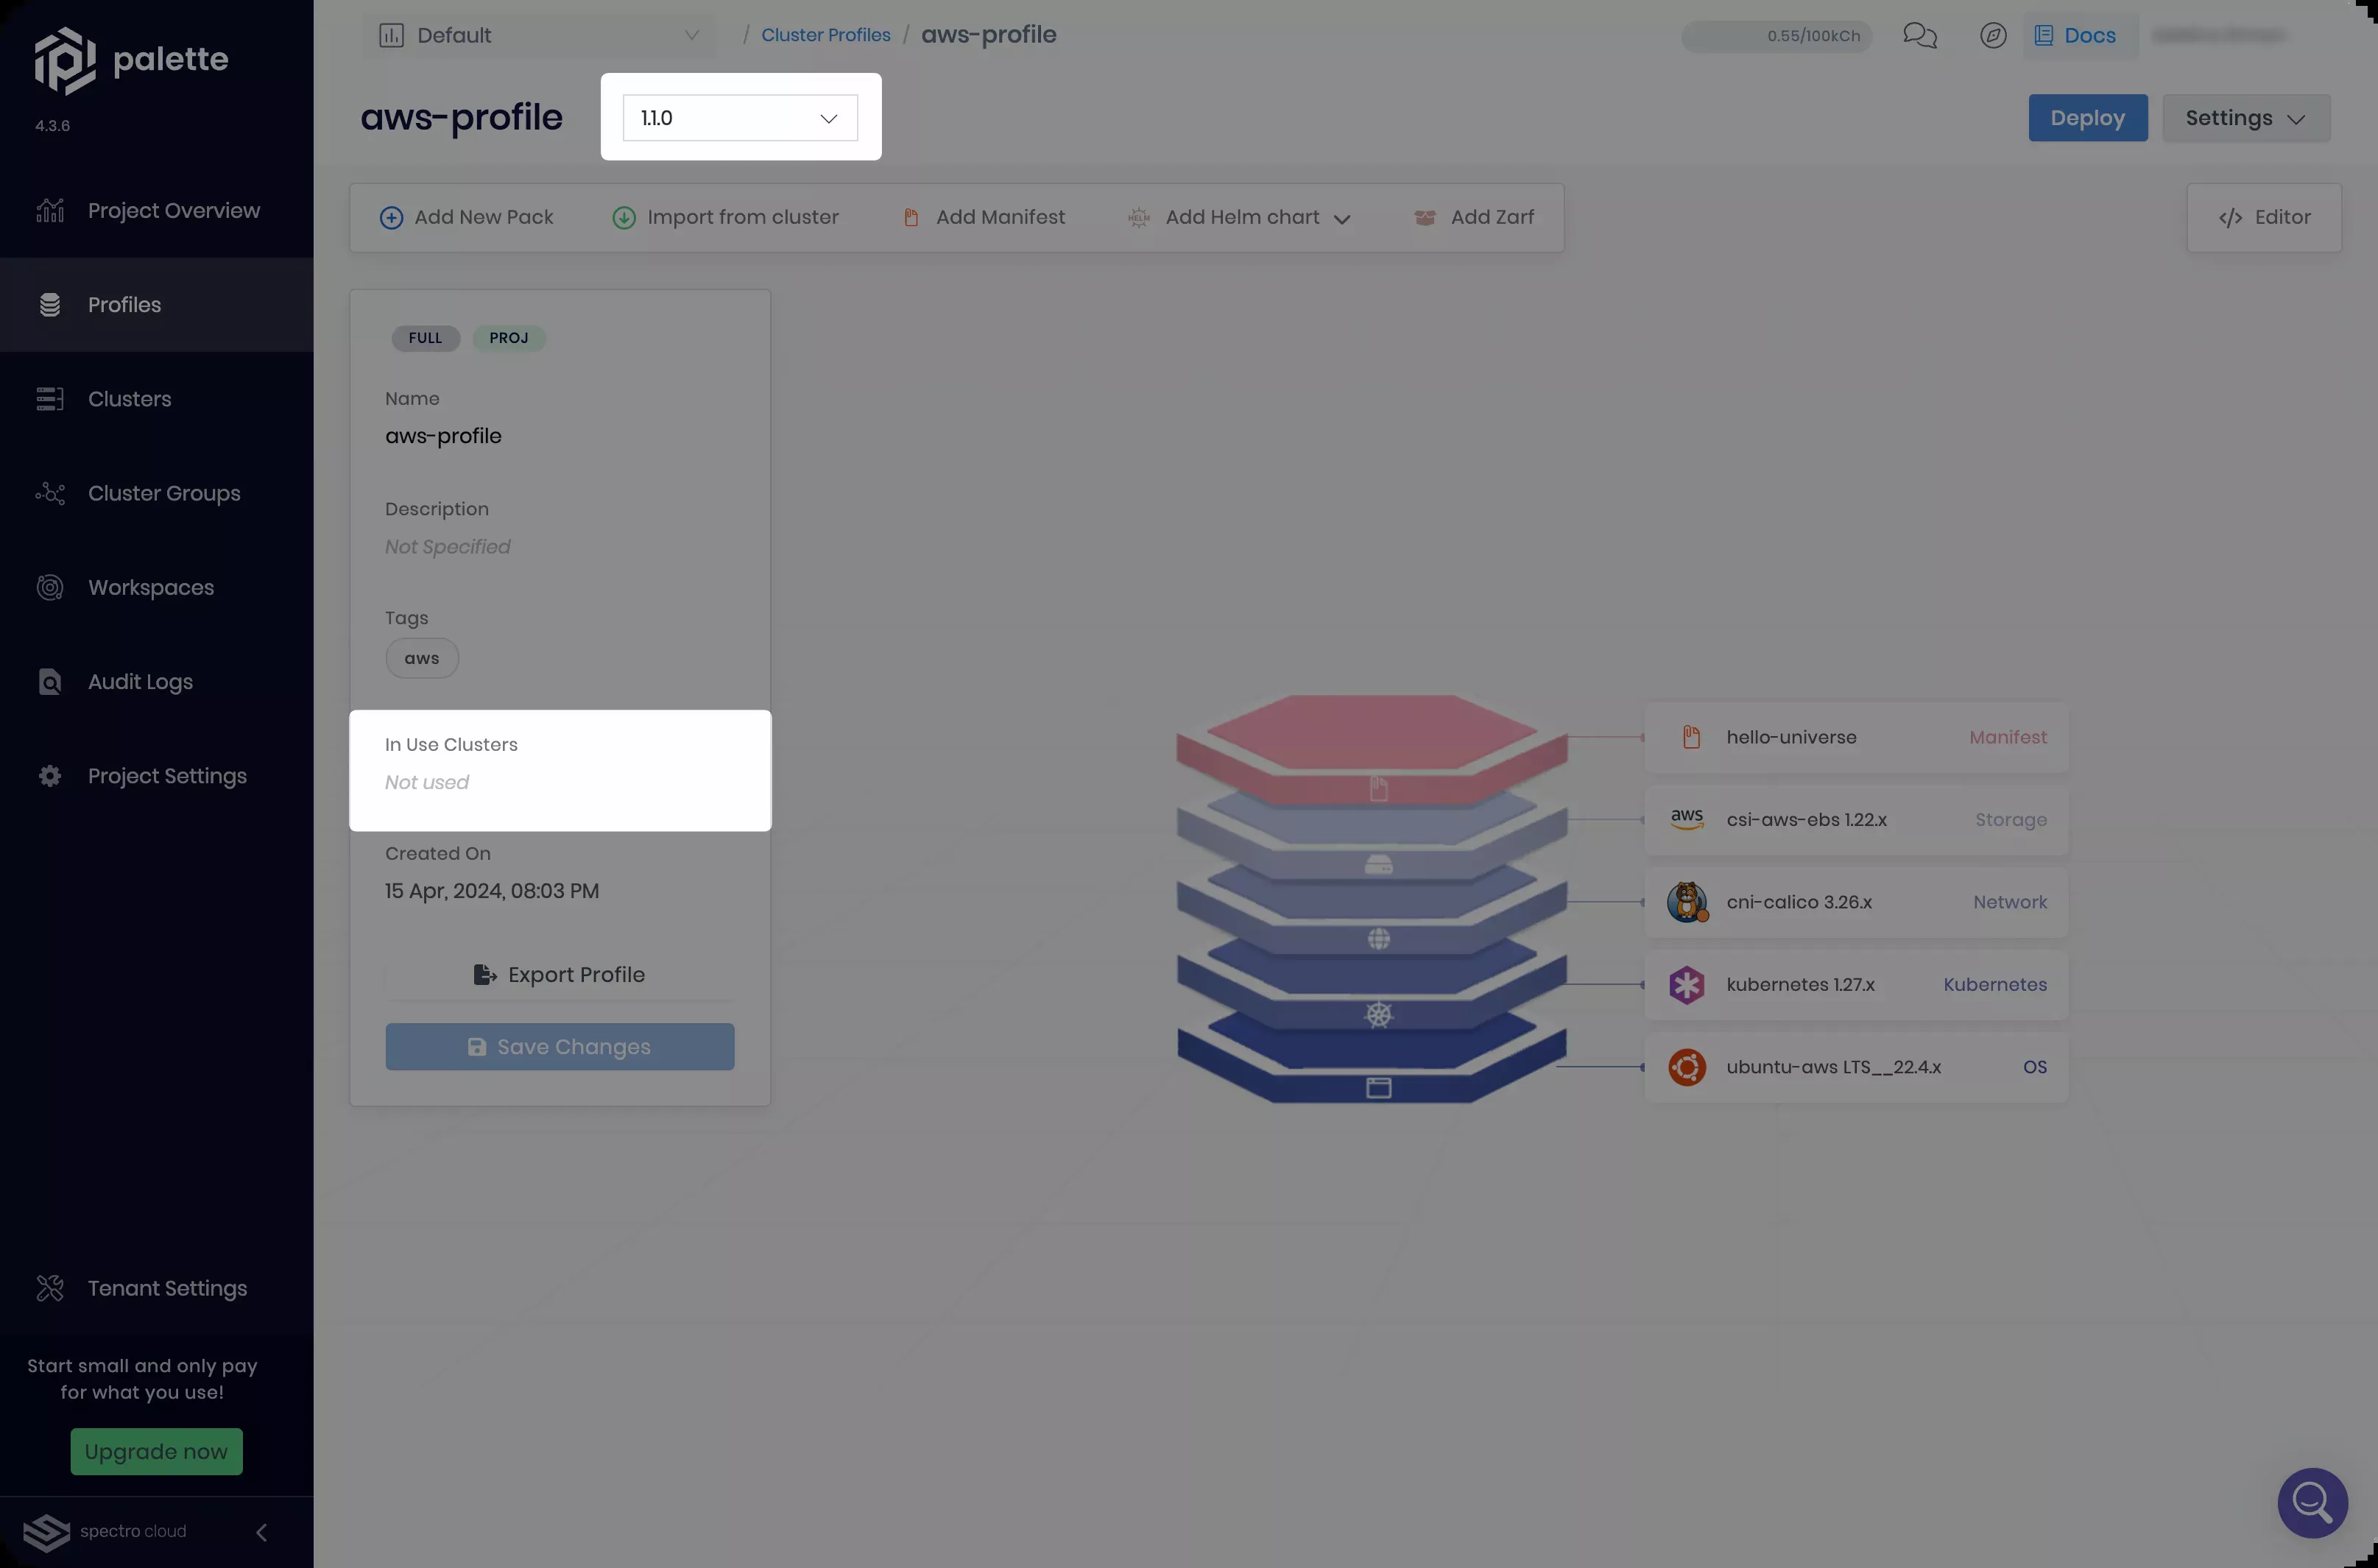 palette
4.3.6
Project Overview
Profiles
Clusters
Cluster Groups
Workspaces
Audit Logs
Project Settings
Tenant Settings
Start small and only pay
for what you use!
Upgrade now
spectro cloud
Default
/ Cluster Profiles / aws-profile
0.55/100kCh
Docs
aws-profile
1.1.0
Deploy
Settings
Add New Pack
Import from cluster
Add Manifest
HELM
Add Helm chart
Add Zarf
</> Editor
FULL
PROJ
Name
aws-profile
Description
Not Specified
Tags
aws
In Use Clusters
Not used
Created On
15 Apr, 2024, 08:03 PM
Export Profile
Save Changes
hello-universe Manifest
aws csi-aws-ebs 1.22.x Storage
cni-calico 3.26.x Network
kubernetes 1.27.x Kubernetes
ubuntu-aws LTS__22.4.x OS